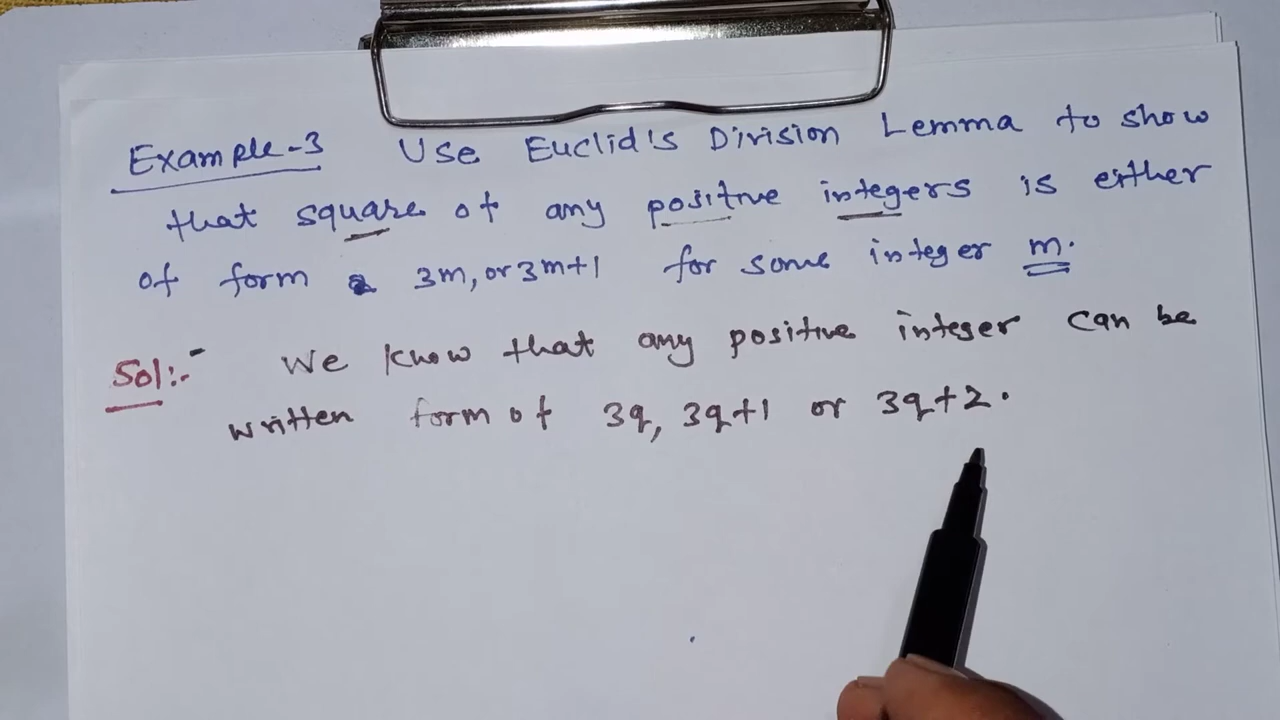 Example-3 Use Euclid's Division Lemma to show
that square of any positive integers is either
of form 3m, or 3m+1 for some integer m.
Sol:- We know that any positive integer can be
written form of 3q, 3q+1 or 3q+2.